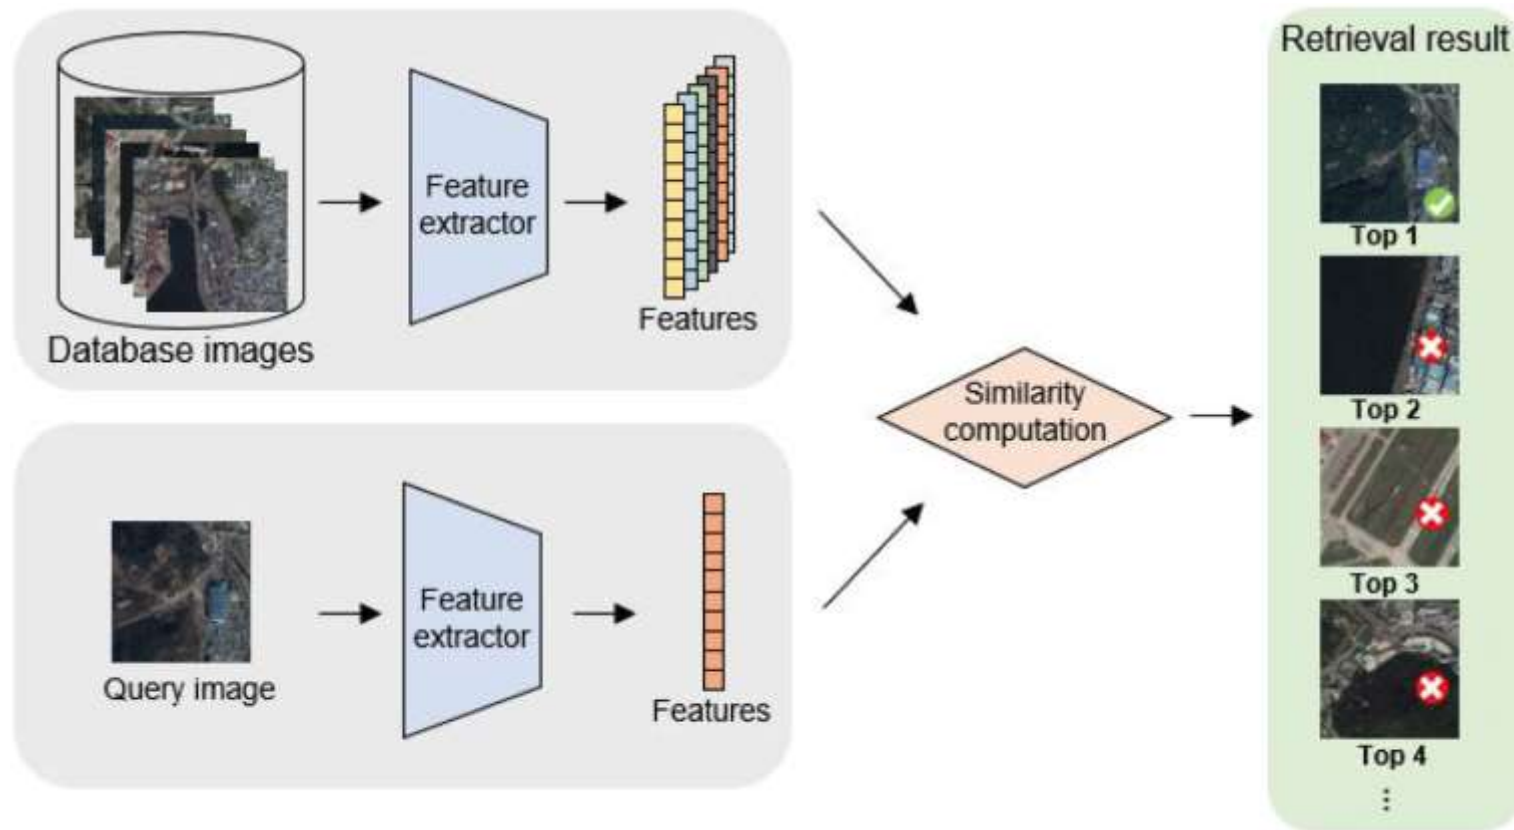 Database images
Feature
extractor
Features
Query image
Feature
extractor
Features
Similarity
computation
Retrieval result
Top 1
Top 2
Top 3
Top 4
⋮